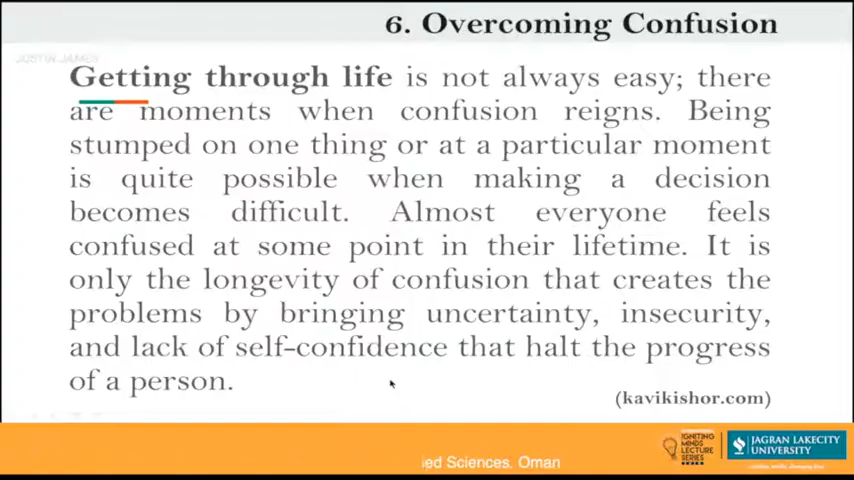 6. Overcoming Confusion
JUSTIN JAMES
Getting through life is not always easy; there
are moments when confusion reigns. Being
stumped on one thing or at a particular moment
is quite possible when making a decision
becomes difficult. Almost everyone feels
confused at some point in their lifetime. It is
only the longevity of confusion that creates the
problems by bringing uncertainty, insecurity,
and lack of self-confidence that halt the progress
of a person.
(kavikishor.com)
ied Sciences, Oman
IGNITING
MINDS
LECTURE
SERIES
JAGRAN LAKECITY
UNIVERSITY